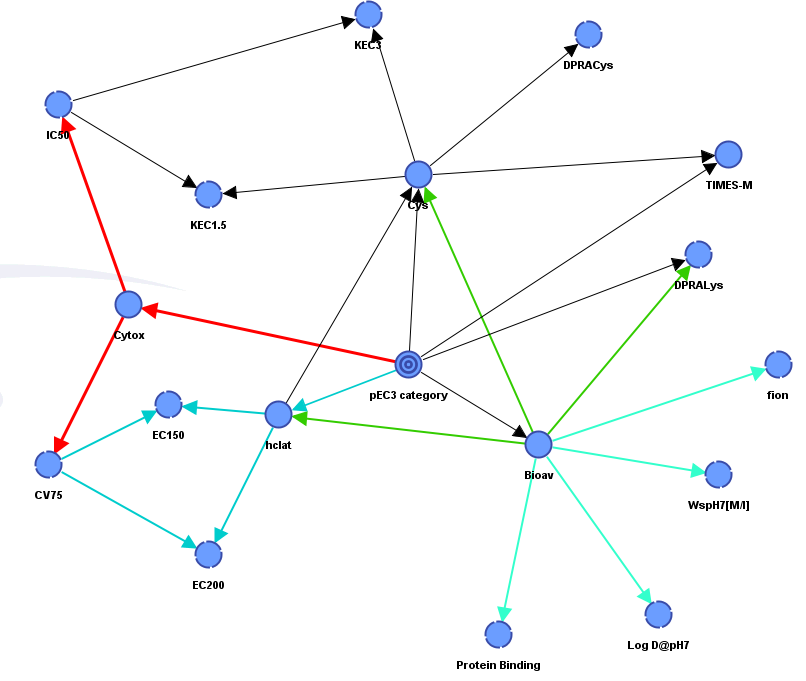 KEC3
DPRACys
IC50
TIMES-M
Cys
KEC1.5
DPRALys
Cytox
pEC3 category
fion
EC150
hclat
Bioav
CV75
WspH7[M/l]
EC200
Log D@pH7
Protein Binding